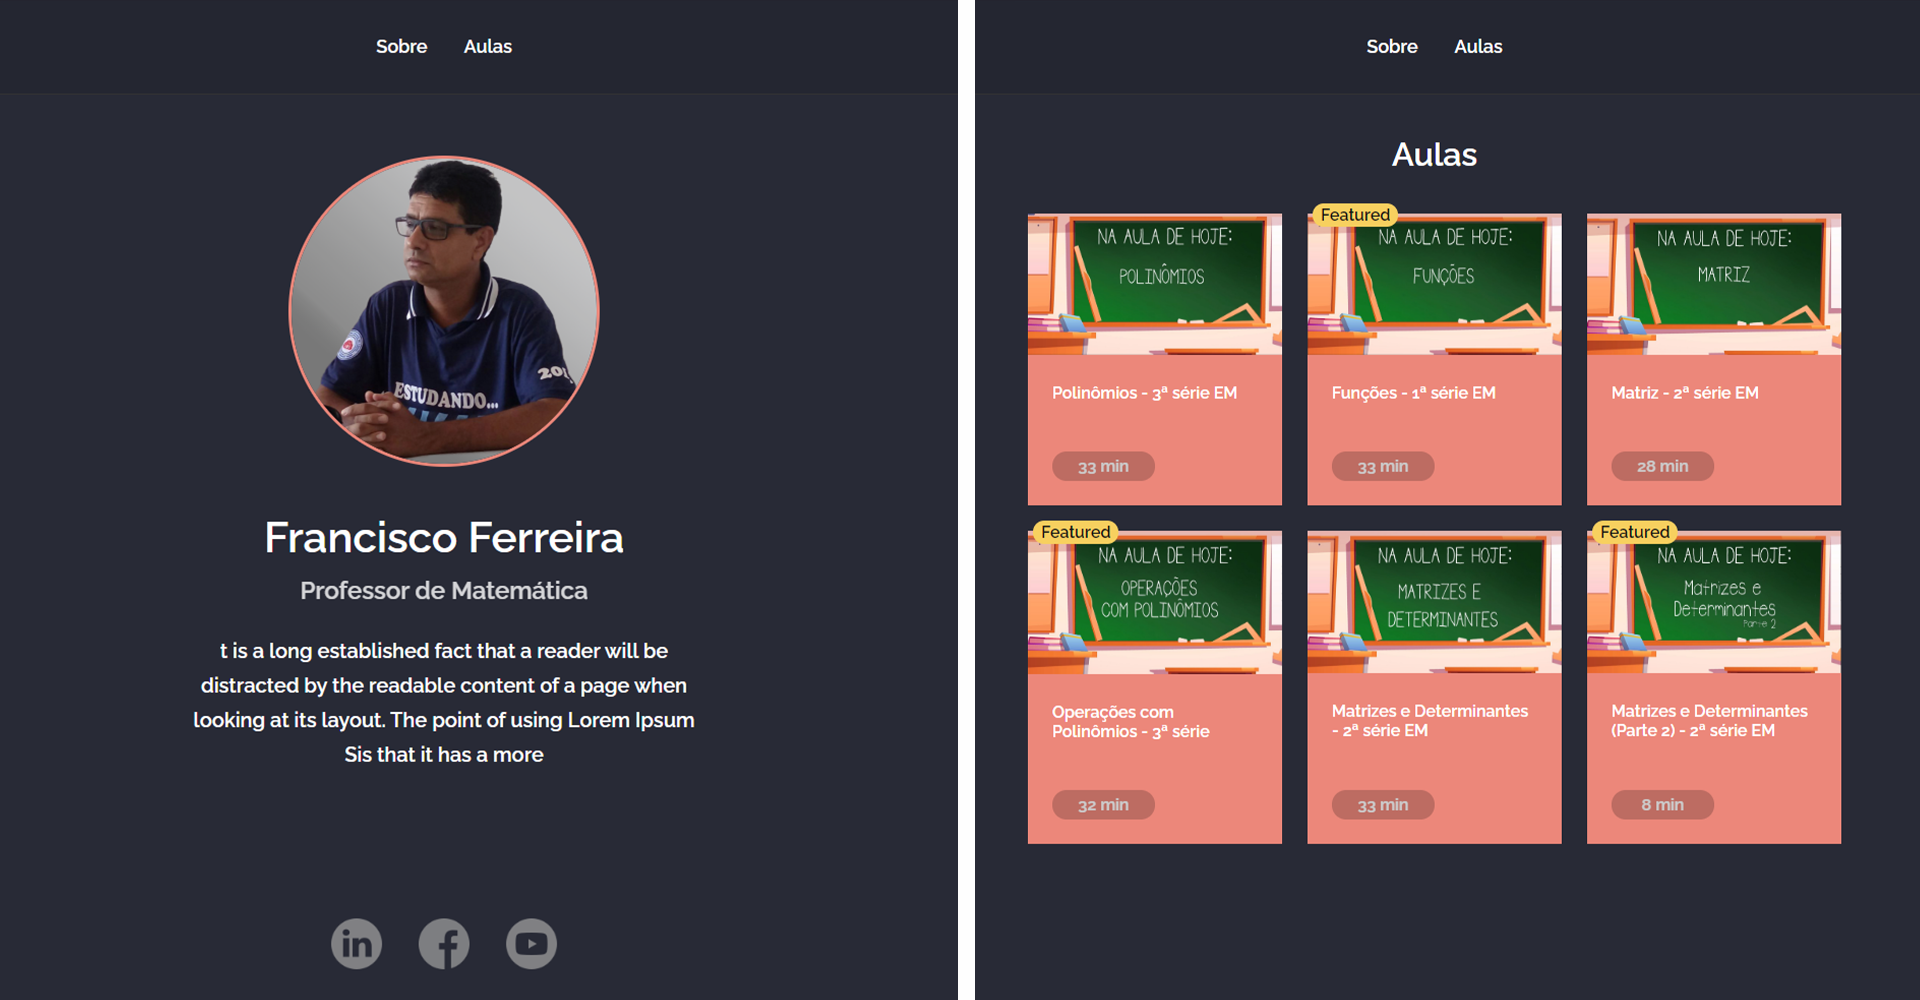 Sobre Aulas
ESTUDANDO...
Francisco Ferreira
Professor de Matemática
t is a long established fact that a reader will be
distracted by the readable content of a page when
looking at its layout. The point of using Lorem Ipsum
Sis that it has a more
in
Sobre Aulas
Aulas
NA AULA DE HOJE:
POLINÔMIOS
Polinômios - 3ª série EM
33 min
Featured
NA AULA DE HOJE:
FUNÇÕES
Funções - 1ª série EM
33 min
NA AULA DE HOJE:
MATRIZ
Matriz - 2ª série EM
28 min
Featured
NA AULA DE HOJE:
OPERAÇÕES
COM POLINÔMIOS
Operações com
Polinômios - 3ª série
32 min
NA AULA DE HOJE:
MATRIZES E
DETERMINANTES
Matrizes e Determinantes
- 2ª série EM
33 min
Featured
NA AULA DE HOJE:
Matrizes e
Determinantes
Parte 2
Matrizes e Determinantes
(Parte 2) - 2ª série EM
8 min